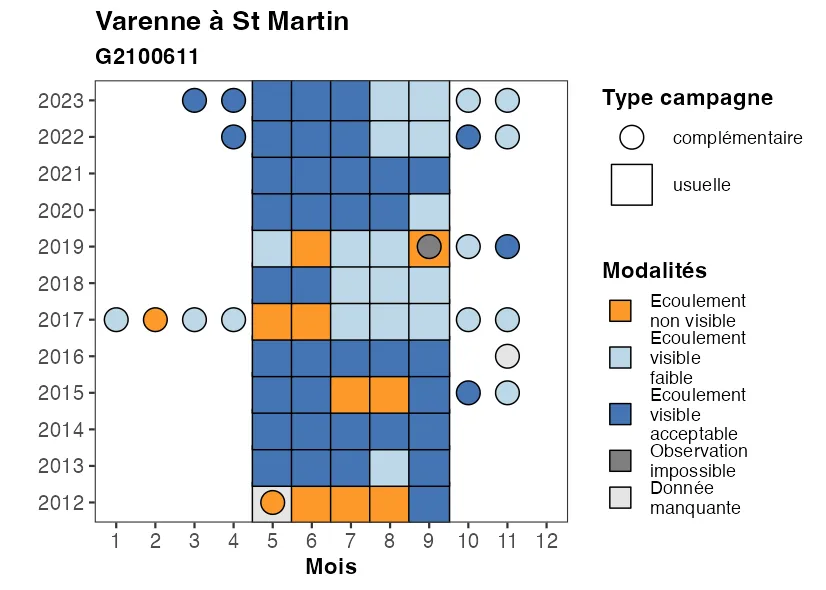 Varenne à St Martin
G2100611
2023
2022
2021
2020
2019
2018
2017
2016
2015
2014
2013
2012
1 2 3 4 5 6 7 8 9 10 11 12
Mois
Type campagne
complémentaire
usuelle
Modalités
Ecoulement
non visible
Ecoulement
visible
faible
Ecoulement
visible
acceptable
Observation
impossible
Donnée
manquante